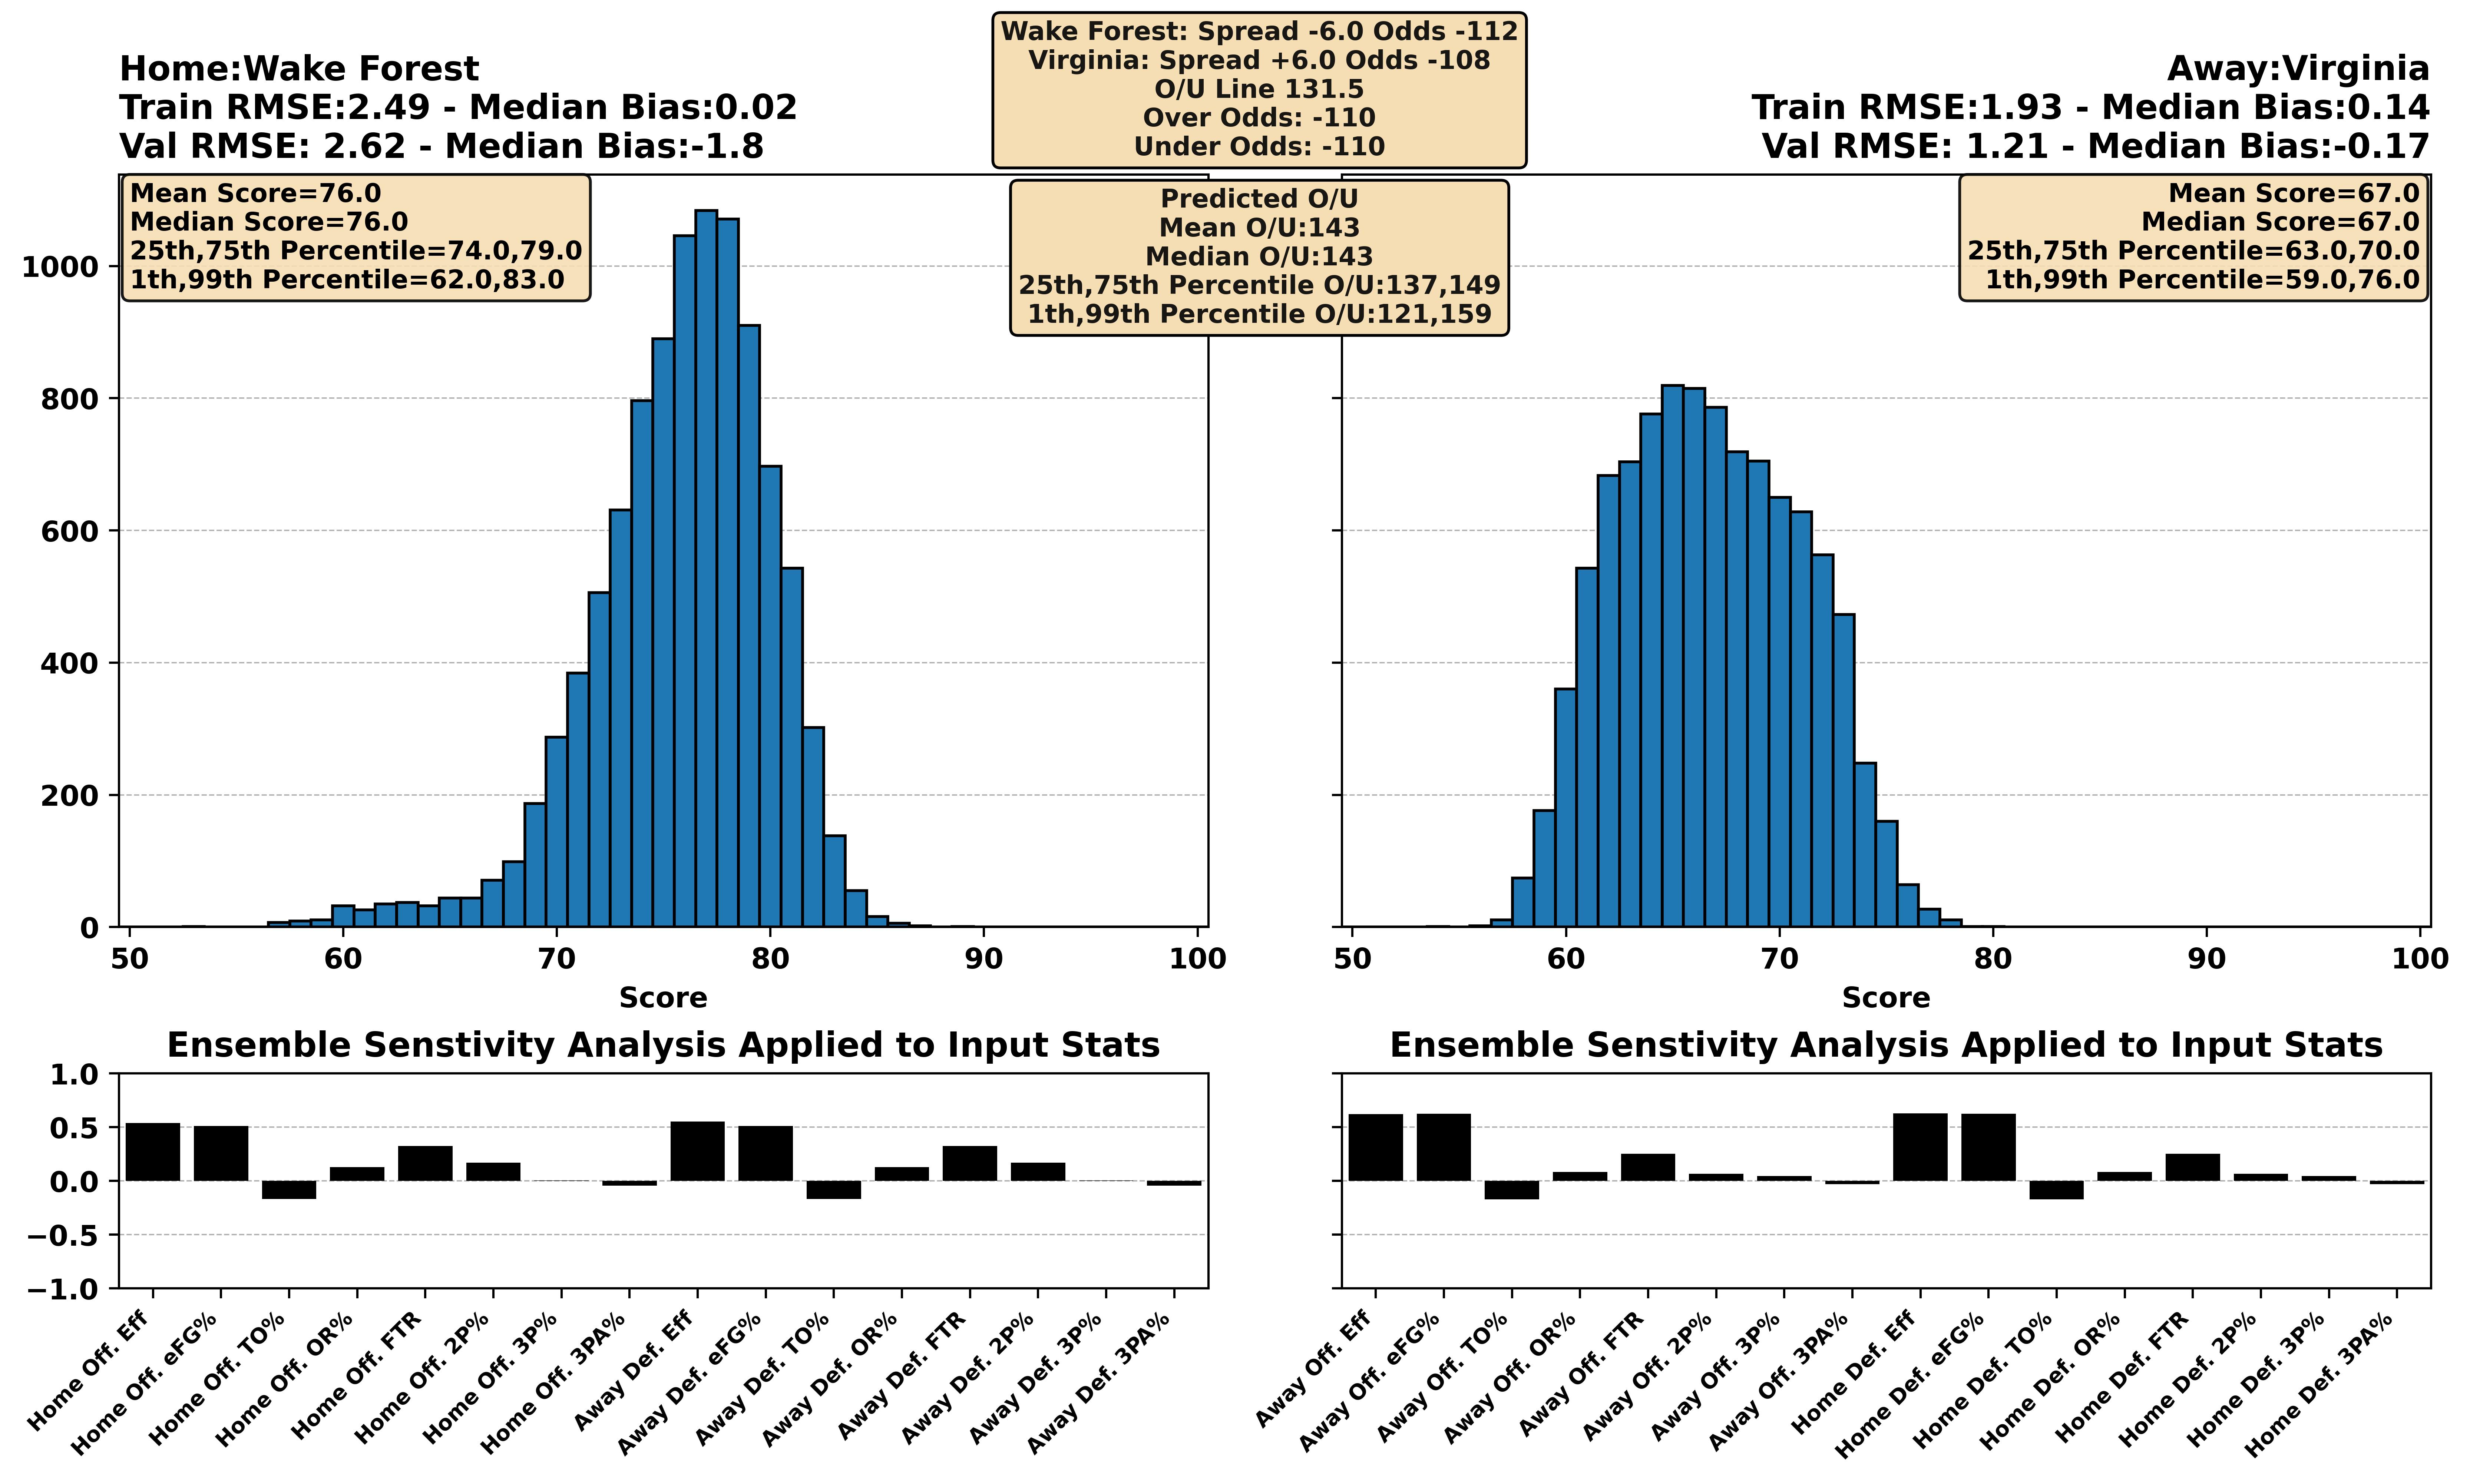 Wake Forest: Spread -6.0 Odds -112
Virginia: Spread +6.0 Odds -108
O/U Line 131.5
Over Odds: -110
Under Odds: -110
Home:Wake Forest
Train RMSE:2.49 - Median Bias:0.02
Val RMSE: 2.62 - Median Bias:-1.8
Away:Virginia
Train RMSE:1.93 - Median Bias:0.14
Val RMSE: 1.21 - Median Bias:-0.17
Mean Score=76.0
Median Score=76.0
25th,75th Percentile=74.0,79.0
1th,99th Percentile=62.0,83.0
Predicted O/U
Mean O/U:143
Median O/U:143
25th,75th Percentile O/U:137,149
1th,99th Percentile O/U:121,159
Mean Score=67.0
Median Score=67.0
25th,75th Percentile=63.0,70.0
1th,99th Percentile=59.0,76.0
1000
800
600
400
200
0
50 60 70 80 90 100
Score
50 60 70 80 90 100
Score
Ensemble Senstivity Analysis Applied to Input Stats
Ensemble Senstivity Analysis Applied to Input Stats
1.0
0.5
0.0
−0.5
−1.0
Home Off. Eff
Home Off. eFG%
Home Off. TO%
Home Off. OR%
Home Off. FTR
Home Off. 2P%
Home Off. 3P%
Home Off. 3PA%
Away Def. Eff
Away Def. eFG%
Away Def. TO%
Away Def. OR%
Away Def. FTR
Away Def. 2P%
Away Def. 3P%
Away Def. 3PA%
Away Off. Eff
Away Off. eFG%
Away Off. TO%
Away Off. OR%
Away Off. FTR
Away Off. 2P%
Away Off. 3P%
Away Off. 3PA%
Home Def. Eff
Home Def. eFG%
Home Def. TO%
Home Def. OR%
Home Def. FTR
Home Def. 2P%
Home Def. 3P%
Home Def. 3PA%